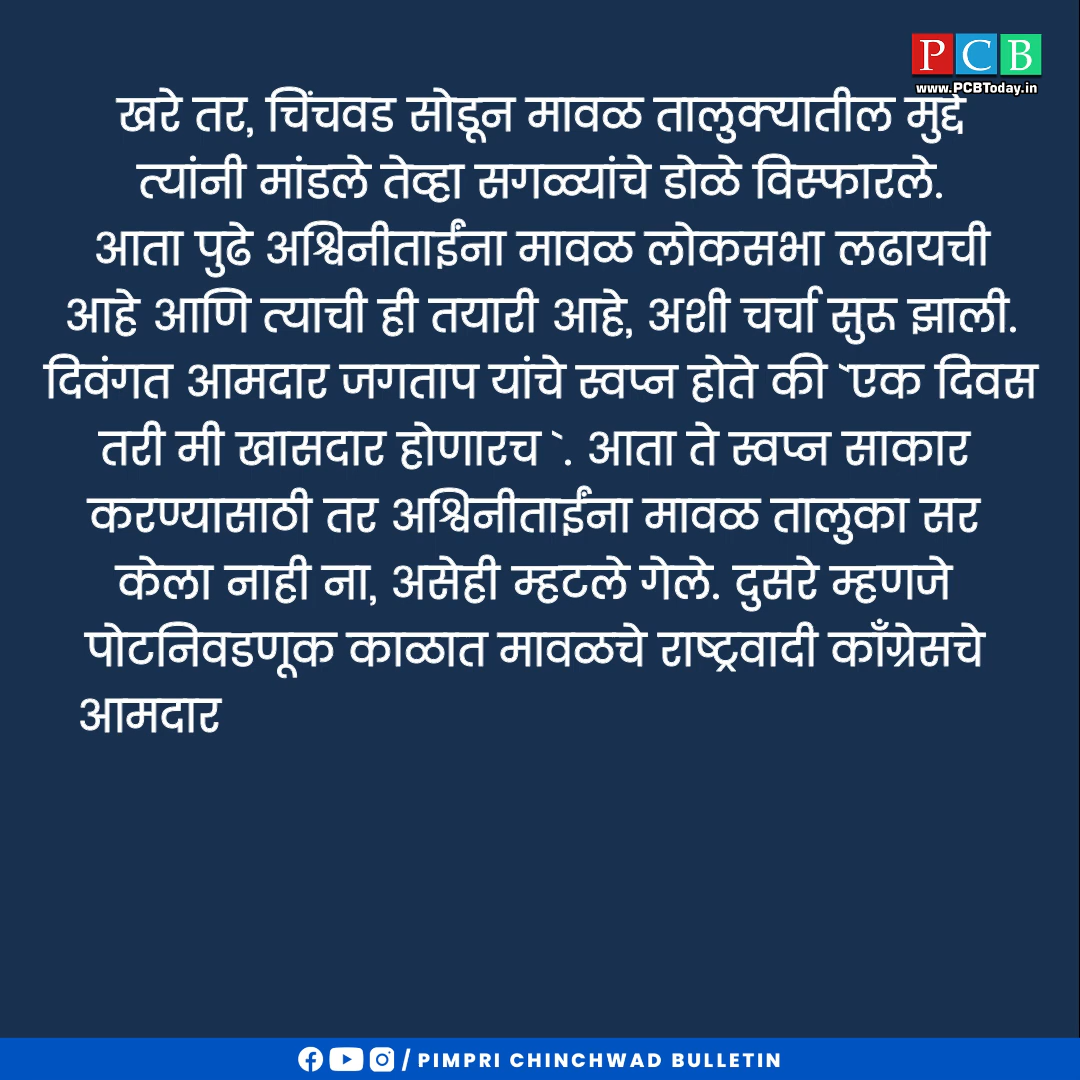 PCB
www.PCBToday.in
खरे तर, चिंचवड सोडून मावळ तालुक्यातील मुद्दे
त्यांनी मांडले तेव्हा सगळ्यांचे डोळे विस्फारले.
आता पुढे अश्विनीताईंना मावळ लोकसभा लढायची
आहे आणि त्याची ही तयारी आहे, अशी चर्चा सुरू झाली.
दिवंगत आमदार जगताप यांचे स्वप्न होते की `एक दिवस
तरी मी खासदार होणारच `. आता ते स्वप्न साकार
करण्यासाठी तर अश्विनीताईंना मावळ तालुका सर
केला नाही ना, असेही म्हटले गेले. दुसरे म्हणजे
पोटनिवडणूक काळात मावळचे राष्ट्रवादी काँग्रेसचे
आमदार
/ PIMPRI CHINCHWAD BULLETIN